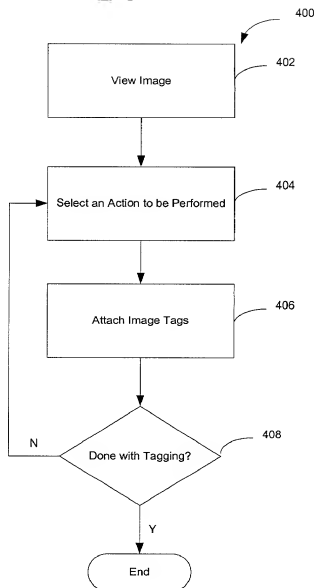 400
View Image
402
Select an Action to be Performed
404
Attach Image Tags
406
Done with Tagging?
408
N
Y
End